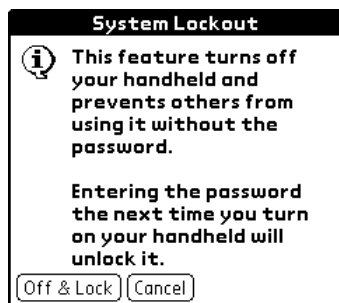 System Lockout
This feature turns off
your handheld and
prevents others from
using it without the
password.
Entering the password
the next time you turn
on your handheld will
unlock it.
Off & Lock Cancel